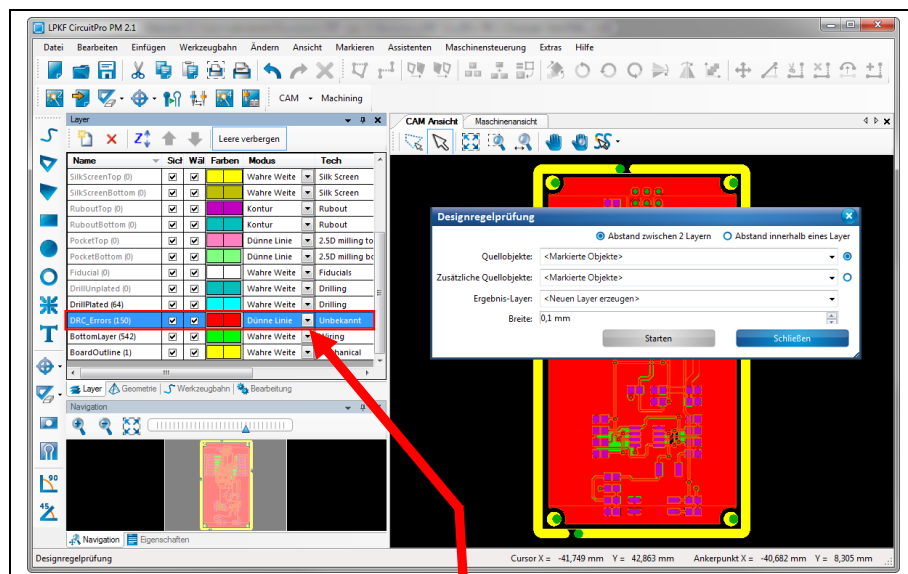 LPKF CircuitPro PM 2.1
Datei Bearbeiten Einfügen Werkzeugbahn Ändern Ansicht Markieren Assistenten Maschinensteuerung Extras Hilfe
CAM Machining
Layer
Leere verbergen
Name Sicl Wäl Farben Modus Tech
SilkScreenTop (0) Wahre Weite Silk Screen
SilkScreenBottom (0) Wahre Weite Silk Screen
RuboutTop (0) Kontur Rubout
RuboutBottom (0) Kontur Rubout
PocketTop (0) Dünne Linie 2.5D milling to
PocketBottom (0) Dünne Linie 2.5D milling bo
Fiducial (0) Wahre Weite Fiducials
DrillUnplated (0) Wahre Weite Drilling
DrillPlated (64) Wahre Weite Drilling
DRC_Errors (150) Dünne Linie Unbekannt
BottomLayer (542) Wahre Weite
BoardOutline (1) Wahre Weite
Layer Geometrie Werkzeugbahn Bearbeitung
Navigation
Navigation Eigenschaften
CAM Ansicht Maschinenansicht
Designregelprüfung
Abstand zwischen 2 Layern Abstand innerhalb eines Layer
Quellobjekte: <Markierte Objekte>
Zusätzliche Quellobjekte: <Markierte Objekte>
Ergebnis-Layer: <Neuen Layer erzeugen>
Breite: 0,1 mm
Starten Schließen
T
90
45
Designregelprüfung Cursor X = -41,749 mm Y = 42,863 mm Ankerpunkt X = -40,682 mm Y = 8,305 mm